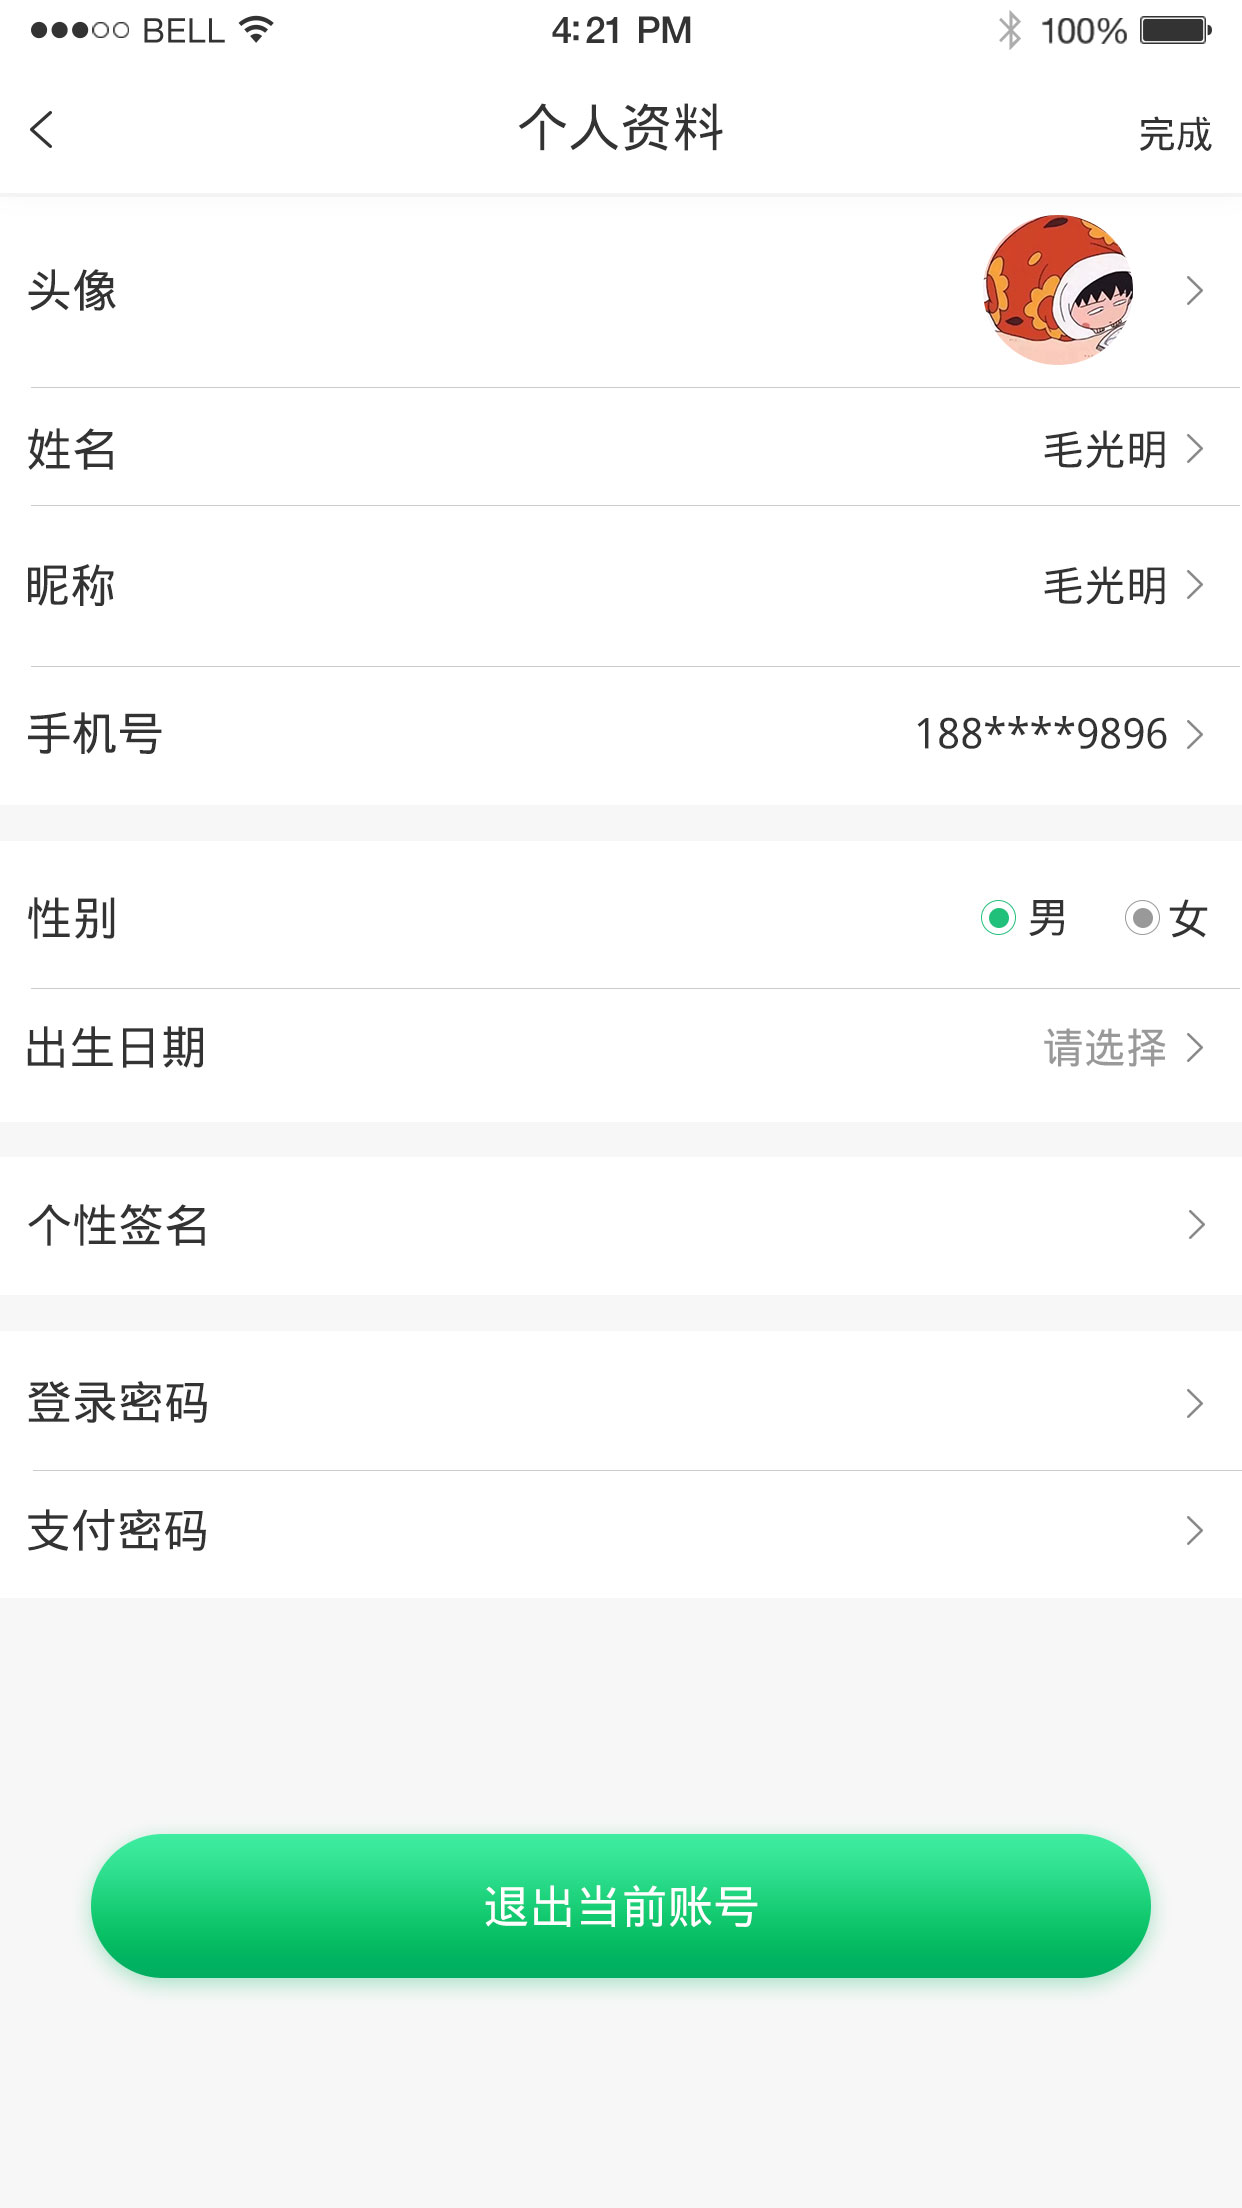 BELL 4:21 PM 100%
个人资料 完成
头像
姓名 毛光明
昵称 毛光明
手机号 188****9896
性别 男 女
出生日期 请选择
个性签名
登录密码
支付密码
退出当前账号